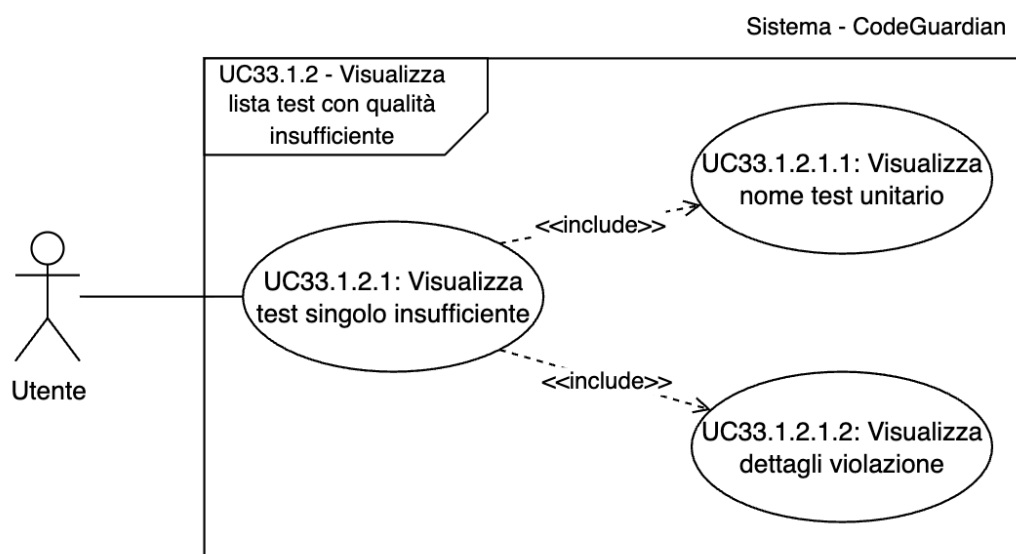 Sistema - CodeGuardian
UC33.1.2 - Visualizza
lista test con qualità
insufficiente
UC33.1.2.1.1: Visualizza
nome test unitario
<<include>>
UC33.1.2.1: Visualizza
test singolo insufficiente
Utente
<<include>>
UC33.1.2.1.2: Visualizza
dettagli violazione